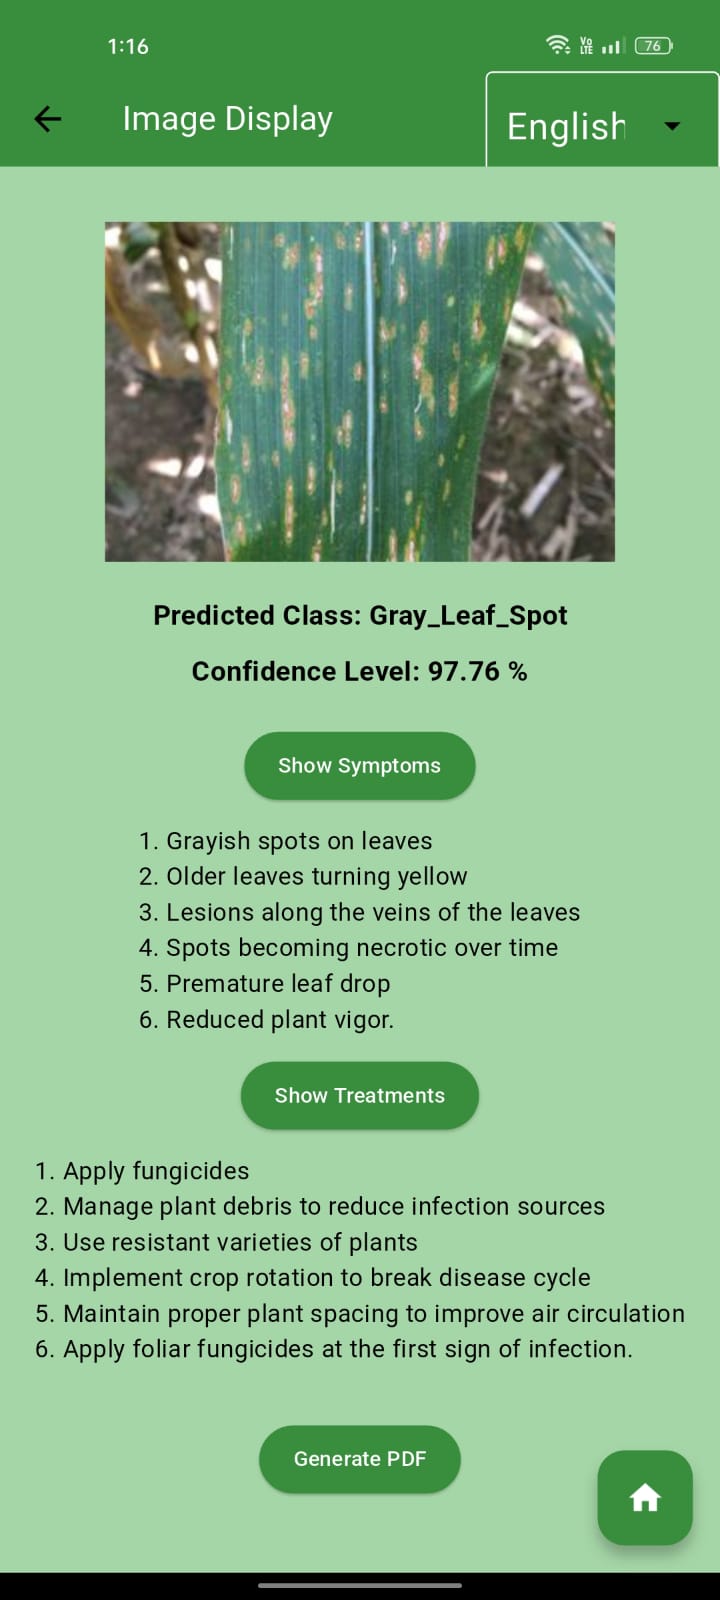 1:16
Vo
LTE
76
Image Display
English
Predicted Class: Gray_Leaf_Spot
Confidence Level: 97.76 %
Show Symptoms
1. Grayish spots on leaves
2. Older leaves turning yellow
3. Lesions along the veins of the leaves
4. Spots becoming necrotic over time
5. Premature leaf drop
6. Reduced plant vigor.
Show Treatments
1. Apply fungicides
2. Manage plant debris to reduce infection sources
3. Use resistant varieties of plants
4. Implement crop rotation to break disease cycle
5. Maintain proper plant spacing to improve air circulation
6. Apply foliar fungicides at the first sign of infection.
Generate PDF